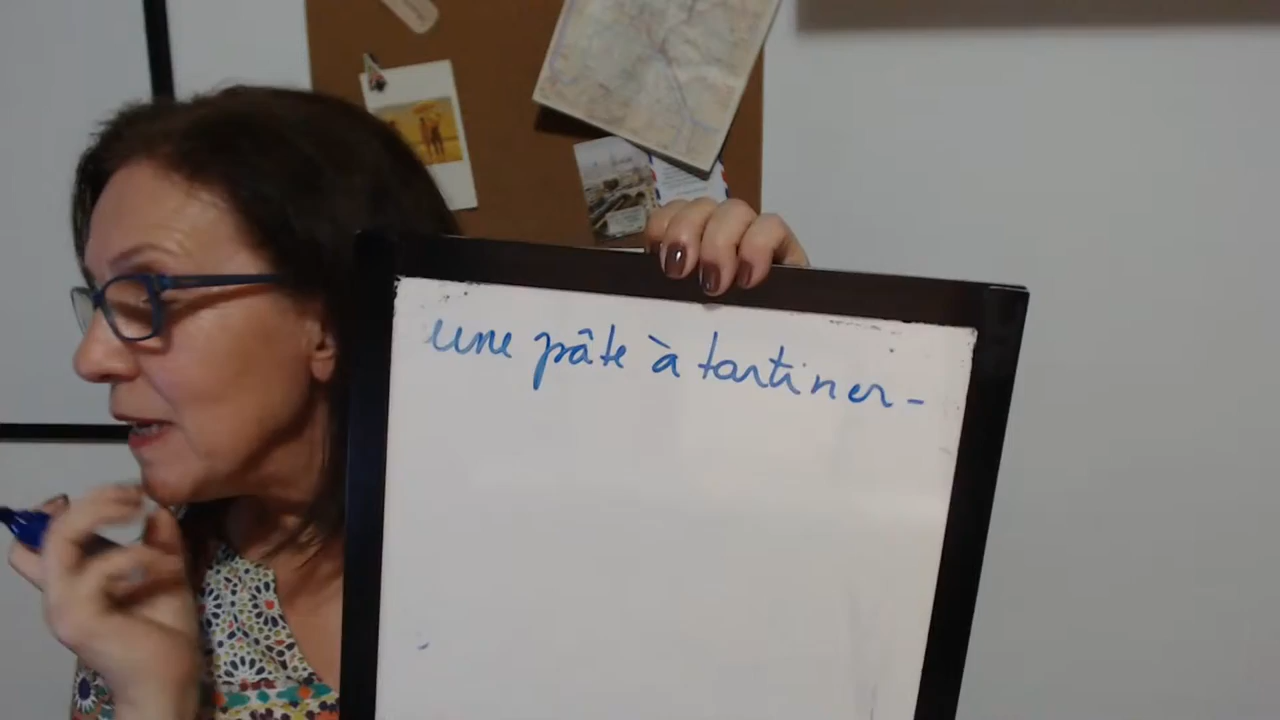 une pâte à tartiner-